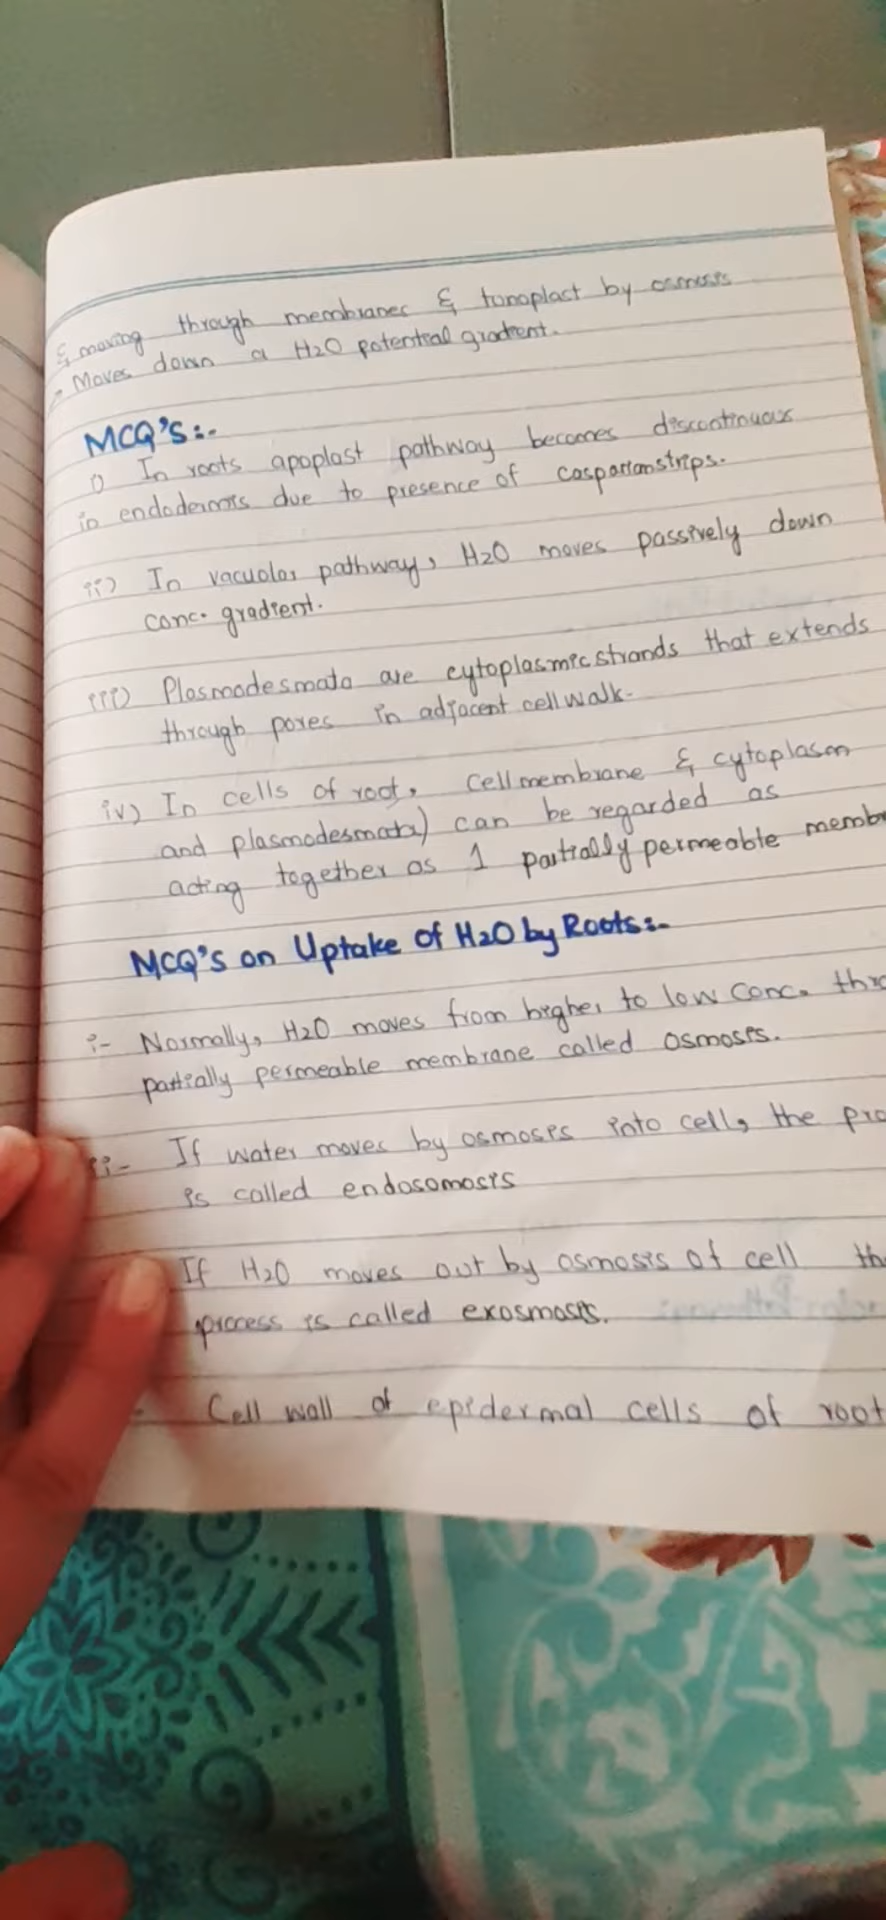 & moving through membranes & tonoplast by osmosis
→ Moves down a H2O potential gradient.
MCQ's:-
i) In roots apoplast pathway becomes discontinuous
in endodermis due to presence of casparian strips.
ii) In vacuolar pathway, H2O moves passively down
conc. gradient.
iii) Plasmodesmata are cytoplasmic strands that extends
through pores in adjacent cell walls.
iv) In cells of root, Cell membrane & cytoplasm
and plasmodesmata) can be regarded as
acting together as 1 partially permeable membr
MCQ's on Uptake of H2O by Roots:-
i- Normally, H2O moves from higher to low conc. thro
partially permeable membrane called osmosis.
ii- If water moves by osmosis into cell, the pro
is called endosomosis
If H2O moves out by osmosis of cell th
process is called exosmosis.
- Cell wall of epidermal cells of root